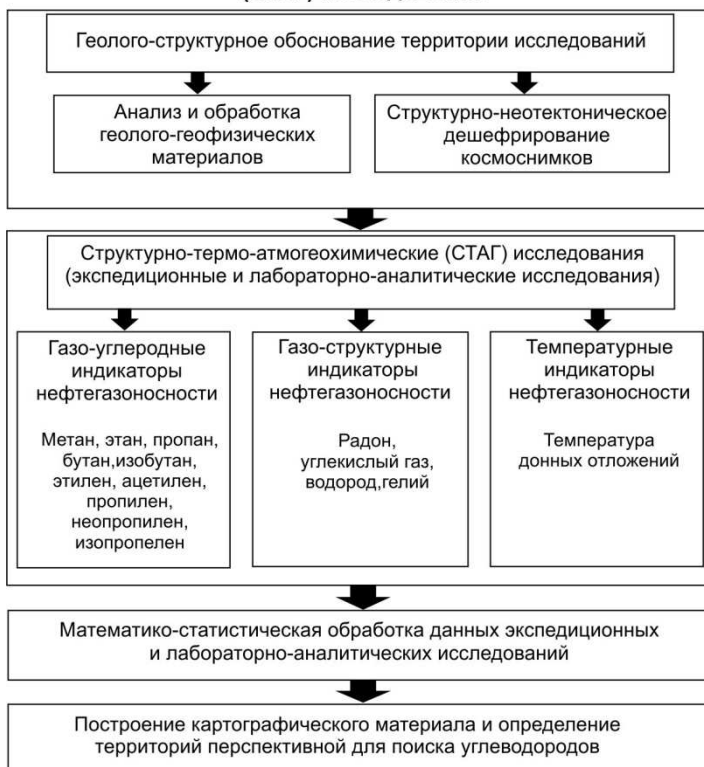 Геолого-структурное обоснование территории исследований
Анализ и обработка
геолого-геофизических
материалов
Структурно-неотектоническое
дешефрирование
космоснимков
Структурно-термо-атмогеохимические (СТАГ) исследования
(экспедиционные и лабораторно-аналитические исследования)
Газо-углеродные
индикаторы
нефтегазоносности
Метан, этан, пропан,
бутан,изобутан,
этилен, ацетилен,
пропилен,
неопропилен,
изопропелен
Газо-структурные
индикаторы
нефтегазоносности
Радон,
углекислый газ,
водород,гелий
Температурные
индикаторы
нефтегазоносности
Температура
донных отложений
Математико-статистическая обработка данных экспедиционных
и лабораторно-аналитических исследований
Построение картографического материала и определение
территорий перспективной для поиска углеводородов